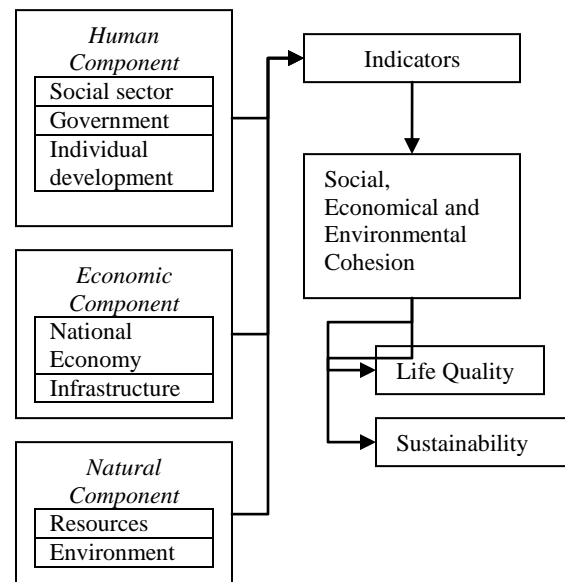 Human
Component
Social sector
Government
Individual
development
Economic
Component
National
Economy
Infrastructure
Natural
Component
Resources
Environment
Indicators
Social,
Economical and
Environmental
Cohesion
Life Quality
Sustainability